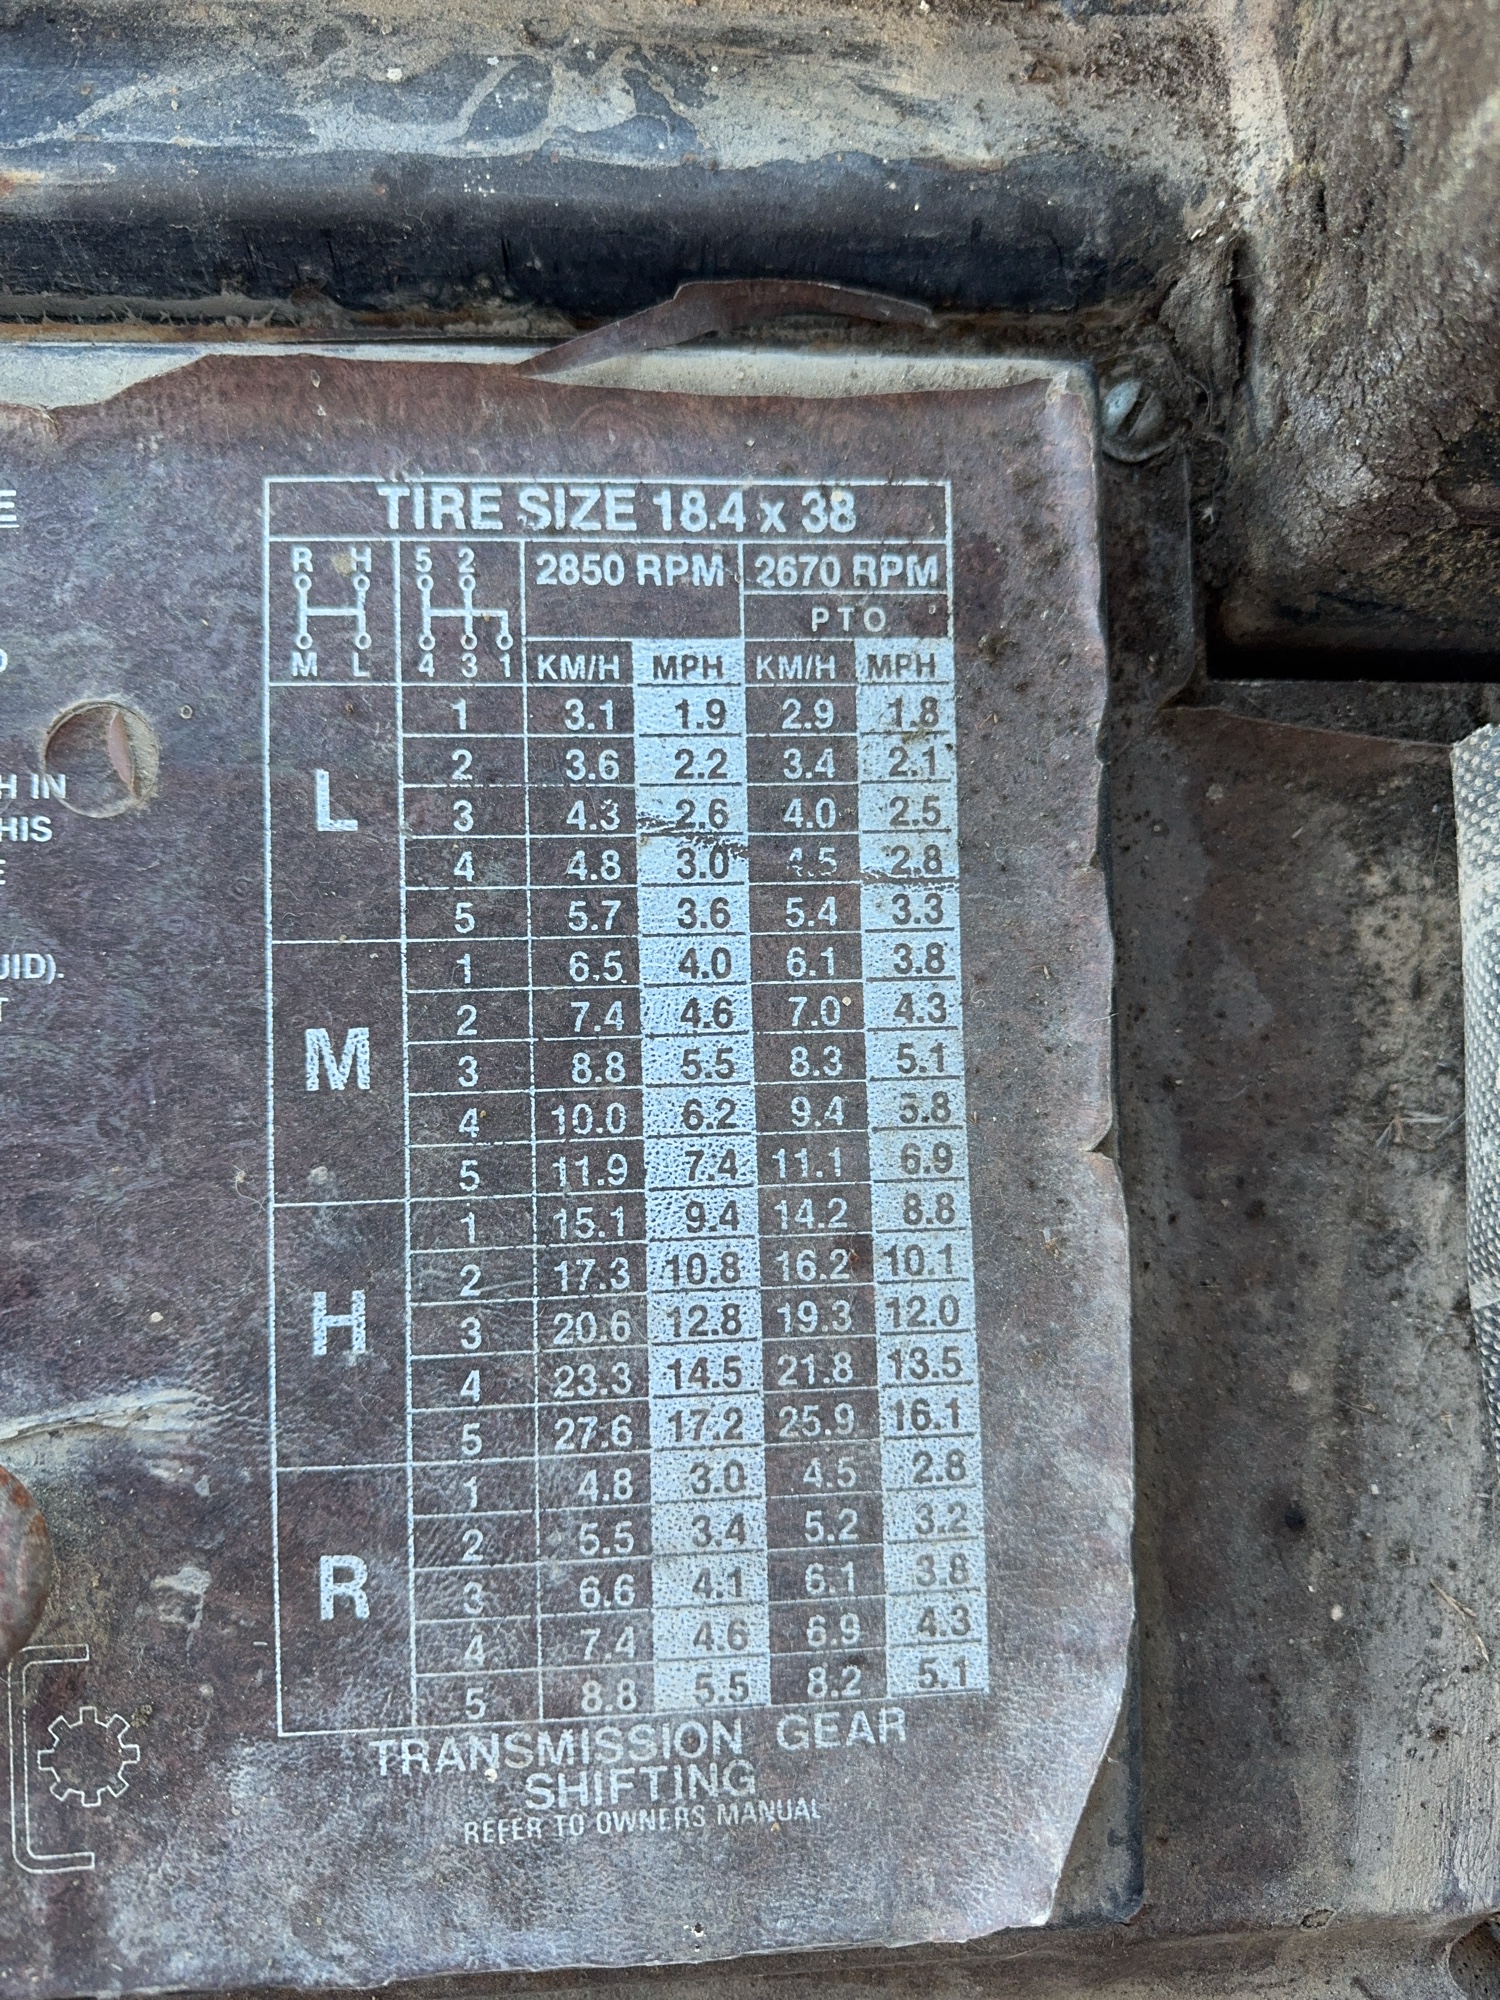 E
D
H IN
HIS
E
UID).
T
TIRE SIZE 18.4 x 38
R H 5 2 2850 RPM 2670 RPM
PTO
M L 4 3 1 KM/H MPH KM/H MPH
L
1 3.1 1.9 2.9 1.8
2 3.6 2.2 3.4 2.1
3 4.3 2.6 4.0 2.5
4 4.8 3.0 4.5 2.8
5 5.7 3.6 5.4 3.3
M
1 6.5 4.0 6.1 3.8
2 7.4 4.6 7.0 4.3
3 8.8 5.5 8.3 5.1
4 10.0 6.2 9.4 5.8
5 11.9 7.4 11.1 6.9
H
1 15.1 9.4 14.2 8.8
2 17.3 10.8 16.2 10.1
3 20.6 12.8 19.3 12.0
4 23.3 14.5 21.8 13.5
5 27.6 17.2 25.9 16.1
R
1 4.8 3.0 4.5 2.8
2 5.5 3.4 5.2 3.2
3 6.6 4.1 6.1 3.8
4 7.4 4.6 6.9 4.3
5 8.8 5.5 8.2 5.1
TRANSMISSION GEAR
SHIFTING
REFER TO OWNERS MANUAL